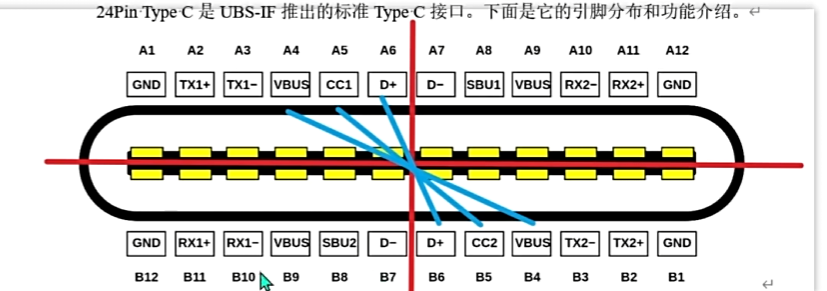 24Pin Type C 是 UBS-IF 推出的标准 Type C 接口。下面是它的引脚分布和功能介绍。
A1 A2 A3 A4 A5 A6 A7 A8 A9 A10 A11 A12
GND TX1+ TX1− VBUS CC1 D+ D− SBU1 VBUS RX2− RX2+ GND
GND RX1+ RX1− VBUS SBU2 D− D+ CC2 VBUS TX2− TX2+ GND
B12 B11 B10 B9 B8 B7 B6 B5 B4 B3 B2 B1